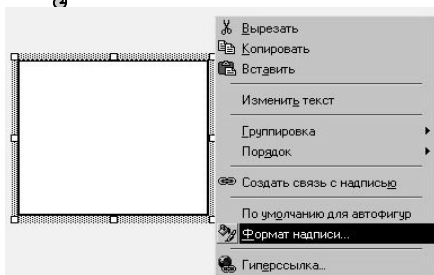 Вырезать
Копировать
Вставить
Изменить текст
Группировка
Порядок
Создать связь с надписью
По умолчанию для автофигур
Формат надписи...
Гиперссылка...